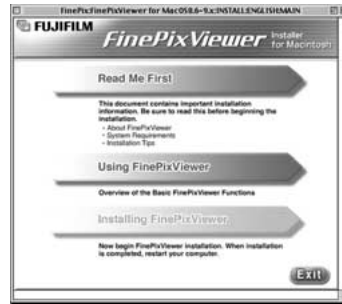 FinePix:FinePixViewer for MacOS8.6-9.x:INSTALL:ENGLISH:MAIN
FUJIFILM
FinePixViewer Installer for Macintosh
Read Me First
This document contains important installation
information. Be sure to read this before beginning the
installation.
- About FinePixViewer
- System Requirements
- Installation Tips
Using FinePixViewer
Overview of the Basic FinePixViewer Functions
Installing FinePixViewer
Now begin FinePixViewer installation. When installation
is completed, restart your computer.
Exit